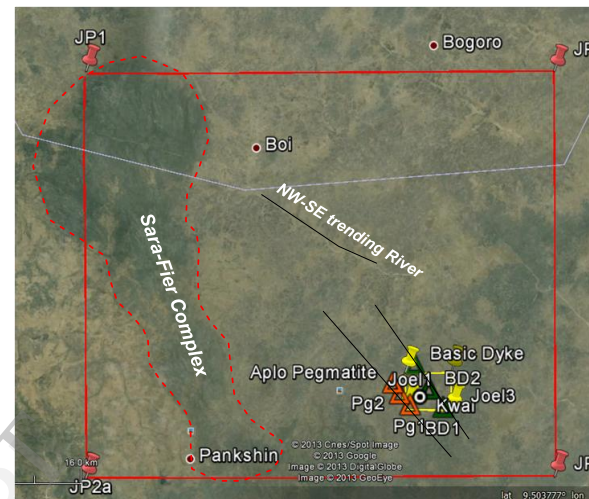 JP1
Bogoro
JP
Boi
NW-SE trending River
Sara-Fier Complex
Basic Dyke
Aplo Pegmatite
Joel1
BD2
Pg2
Joel3
Kwai
Pg1
BD1
Pankshin
© 2013 Cnes/Spot Image
© 2013 Google
Image © 2013 DigitalGlobe
Image © 2013 GeoEye
16.0 km
JP2a
JP
lat 9.503777° lon